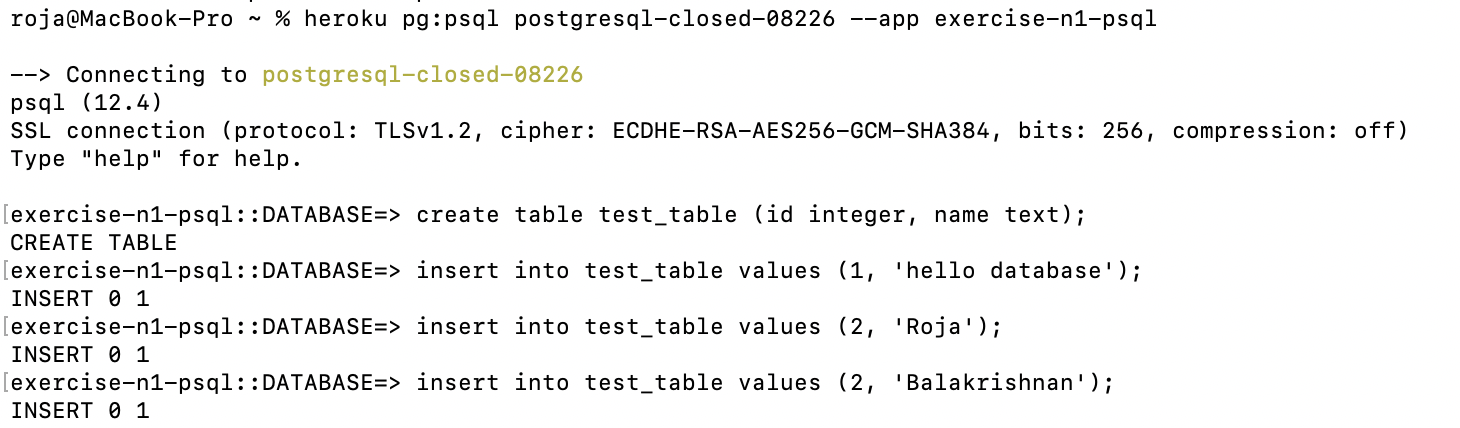 roja@MacBook-Pro ~ % heroku pg:psql postgresql-closed-08226 --app exercise-n1-psql
--> Connecting to postgresql-closed-08226
psql (12.4)
SSL connection (protocol: TLSv1.2, cipher: ECDHE-RSA-AES256-GCM-SHA384, bits: 256, compression: off)
Type "help" for help.
[exercise-n1-psql::DATABASE=> create table test_table (id integer, name text);
CREATE TABLE
[exercise-n1-psql::DATABASE=> insert into test_table values (1, 'hello database');
INSERT 0 1
[exercise-n1-psql::DATABASE=> insert into test_table values (2, 'Roja');
INSERT 0 1
[exercise-n1-psql::DATABASE=> insert into test_table values (2, 'Balakrishnan');
INSERT 0 1